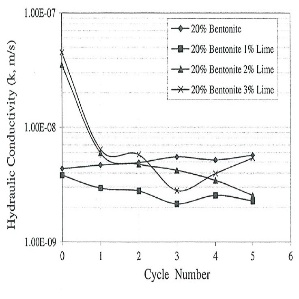 1.00E-07
20% Bentonite
20% Bentonite 1% Lime
20% Bentonite 2% Lime
20% Bentonite 3% Lime
1.00E-08
1.00E-09
Hydraulic Conductivity (k, m/s)
0 1 2 3 4 5 6
Cycle Number